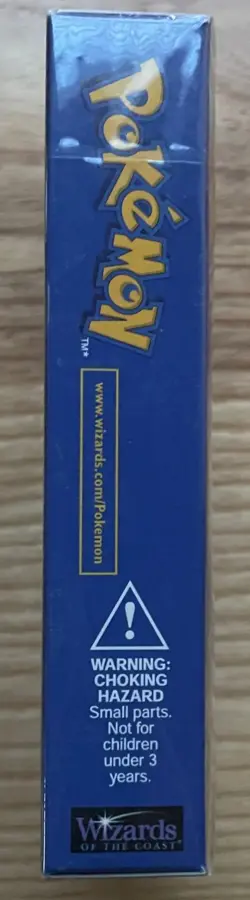 POKéMON
TM*
www.wizards.com/Pokemon
!
WARNING:
CHOKING
HAZARD
Small parts.
Not for
children
under 3
years.
Wizards
OF THE COAST®